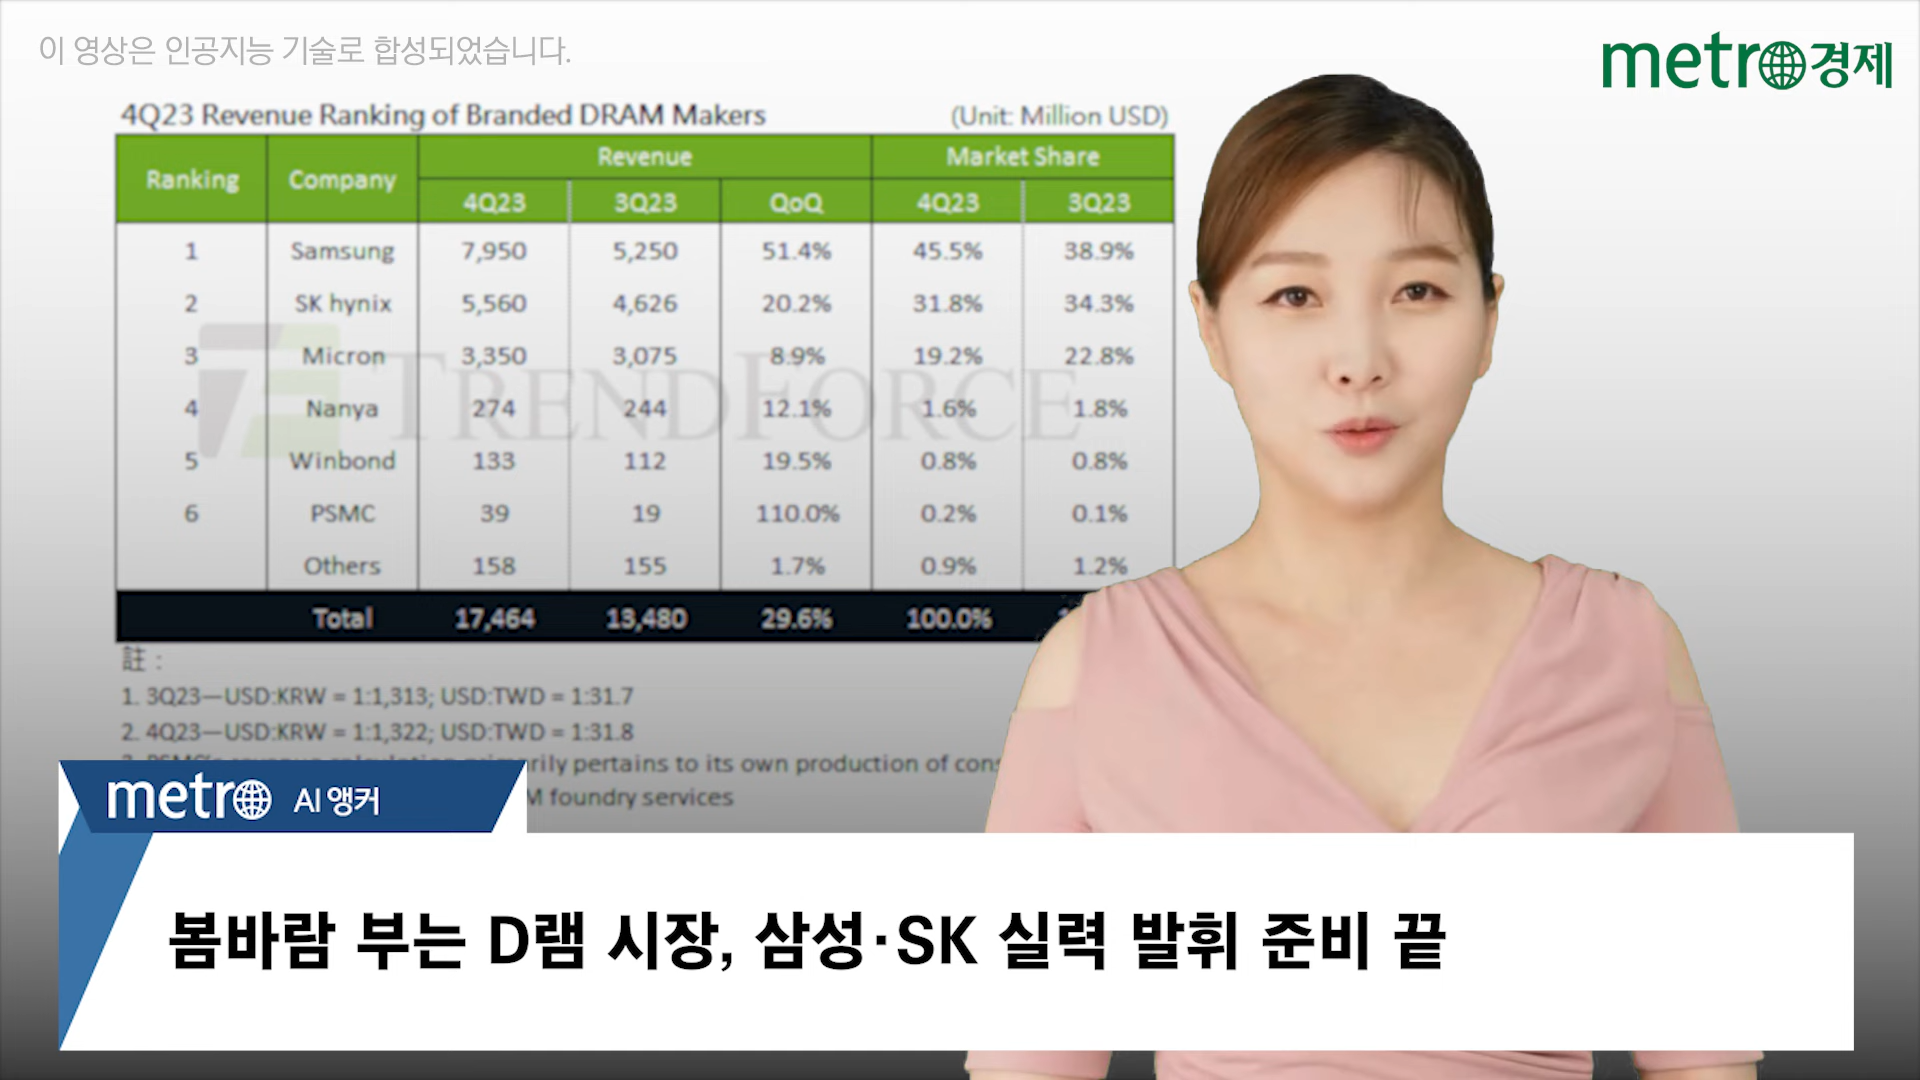 이 영상은 인공지능 기술로 합성되었습니다.
metro경제
4Q23 Revenue Ranking of Branded DRAM Makers (Unit: Million USD)
Ranking Company Revenue Market Share
4Q23 3Q23 QoQ 4Q23 3Q23
1 Samsung 7,950 5,250 51.4% 45.5% 38.9%
2 SK hynix 5,560 4,626 20.2% 31.8% 34.3%
3 Micron 3,350 3,075 8.9% 19.2% 22.8%
4 Nanya 274 244 12.1% 1.6% 1.8%
5 Winbond 133 112 19.5% 0.8% 0.8%
6 PSMC 39 19 110.0% 0.2% 0.1%
Others 158 155 1.7% 0.9% 1.2%
Total 17,464 13,480 29.6% 100.0%
TRENDFORCE
註：
1. 3Q23—USD:KRW = 1:1,313; USD:TWD = 1:31.7
2. 4Q23—USD:KRW = 1:1,322; USD:TWD = 1:31.8
pertains to its own production of
foundry services
metro AI 앵커
봄바람 부는 D램 시장, 삼성·SK 실력 발휘 준비 끝